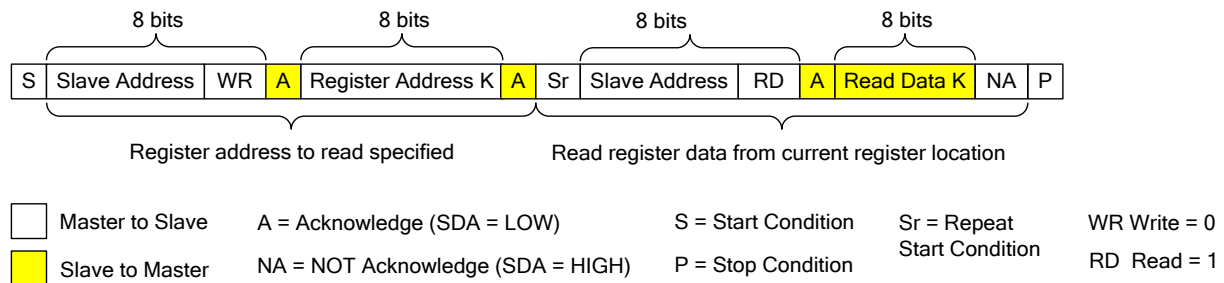 8 bits 8 bits 8 bits 8 bits
S Slave Address WR A Register Address K A Sr Slave Address RD A Read Data K NA P
Register address to read specified Read register data from current register location
Master to Slave A = Acknowledge (SDA = LOW) S = Start Condition Sr = Repeat Start Condition WR Write = 0
Slave to Master NA = NOT Acknowledge (SDA = HIGH) P = Stop Condition RD Read = 1